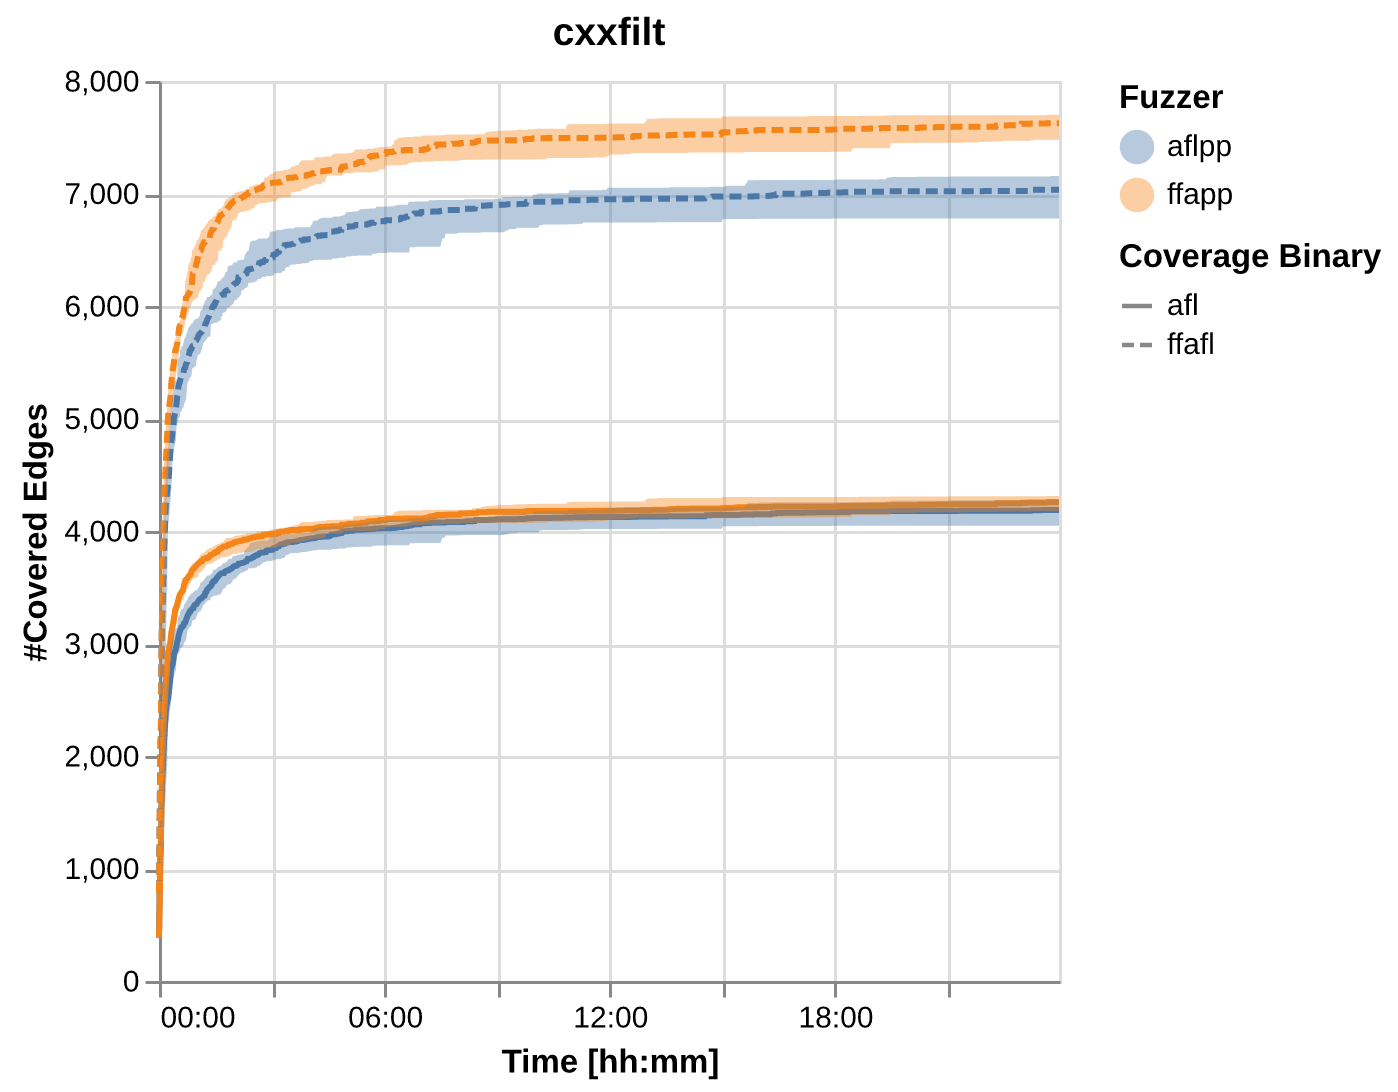 cxxfilt
8,000
7,000
6,000
5,000
4,000
3,000
2,000
1,000
0
#Covered Edges
00:00
06:00
12:00
18:00
Time [hh:mm]
Fuzzer
aflpp
ffapp
Coverage Binary
afl
ffafl